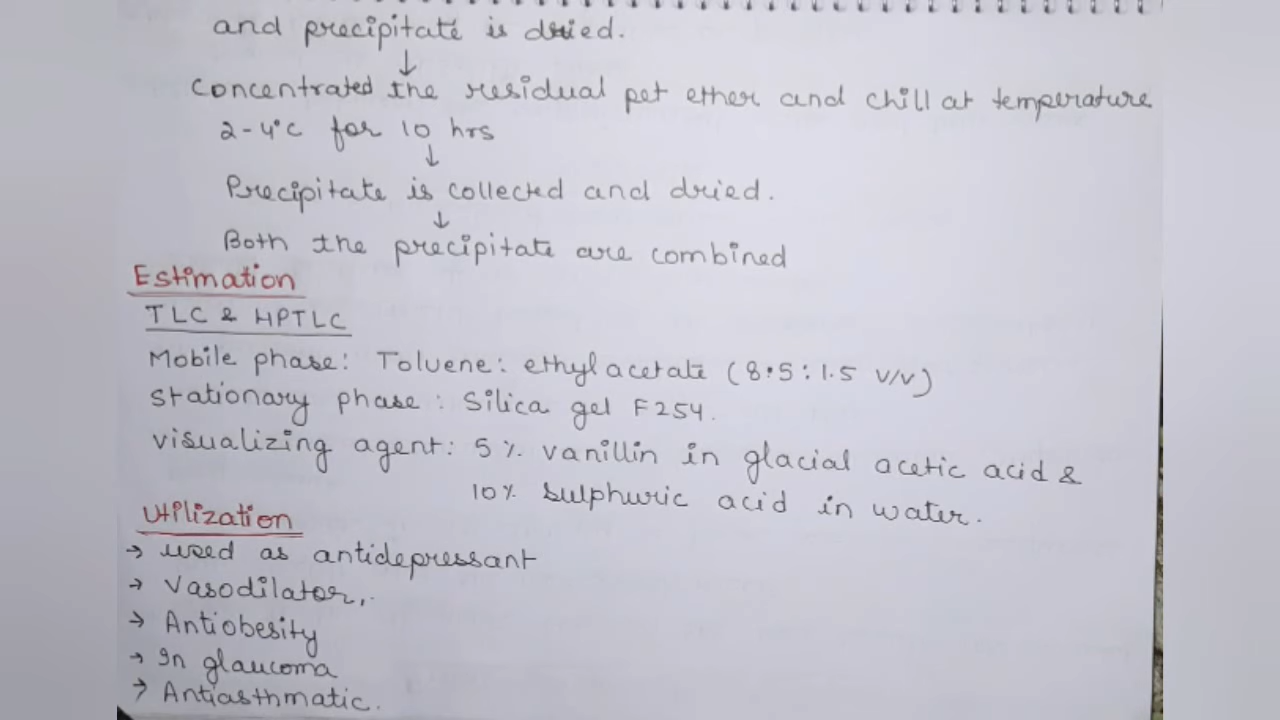 and precipitate is dried.
↓
Concentrated the residual pet ether and chill at temperature
2-4°C for 10 hrs
↓
Precipitate is collected and dried.
↓
Both the precipitate are combined
Estimation
TLC & HPTLC
Mobile phase: Toluene: ethyl acetate (8.5:1.5 v/v)
stationary phase: Silica gel F254.
visualizing agent: 5% vanillin in glacial acetic acid &
10% sulphuric acid in water.
Utilization
→ used as antidepressant
→ Vasodilator,
→ Antiobesity
→ In glaucoma
→ Antiasthmatic.